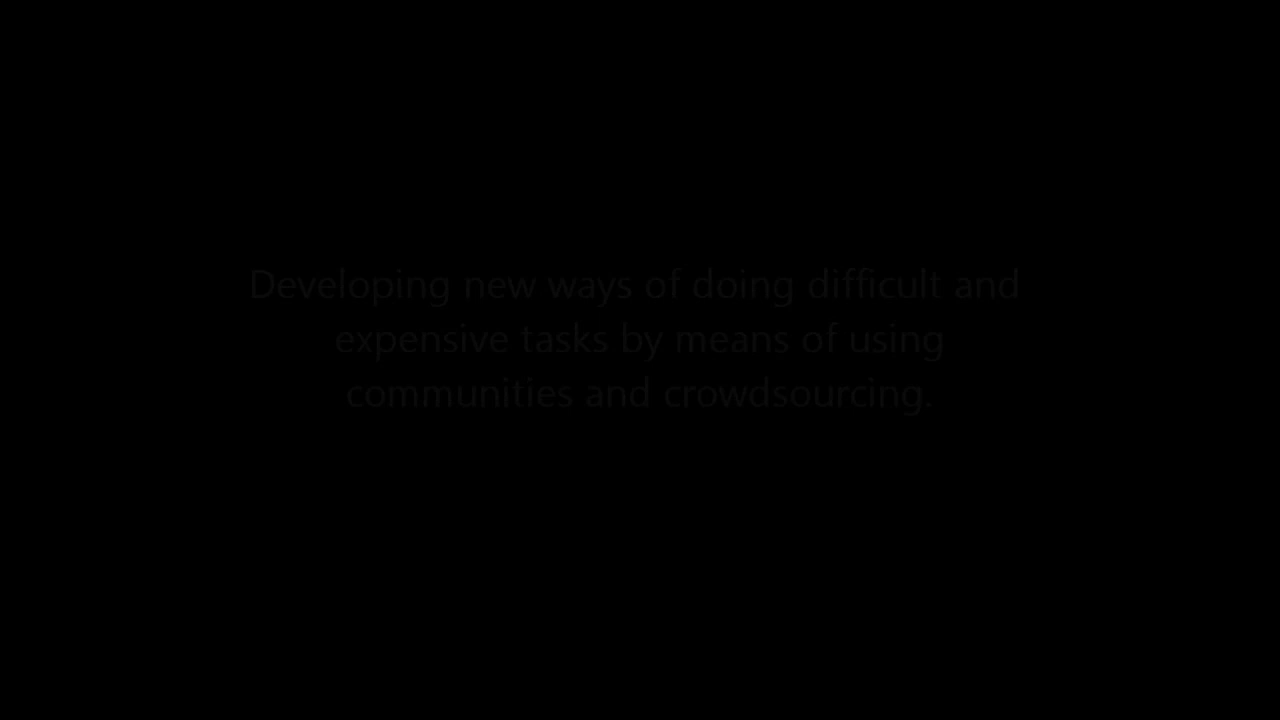 Developing new ways of doing difficult and
expensive tasks by means of using
communities and crowdsourcing.